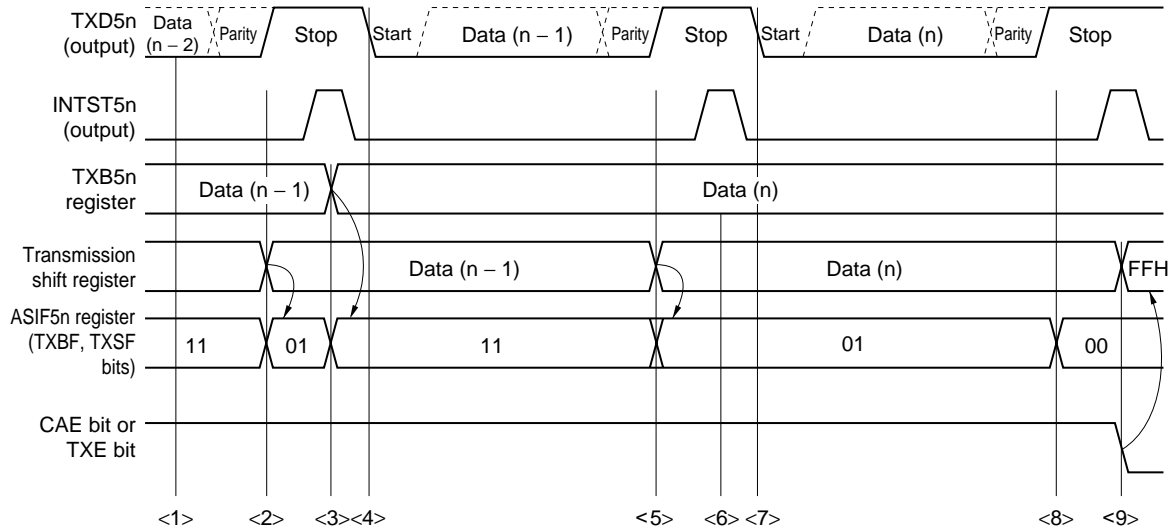 TXD5n
(output)
Data
(n – 2)
Parity
Stop
Start
Data (n – 1)
Parity
Stop
Start
Data (n)
Parity
Stop
INTST5n
(output)
TXB5n
register
Data (n – 1)
Data (n)
Transmission
shift register
Data (n – 1)
Data (n)
FFH
ASIF5n register
(TXBF, TXSF
bits)
11
01
11
01
00
CAE bit or
TXE bit
<1> <2> <3> <4> <5> <6> <7> <8> <9>